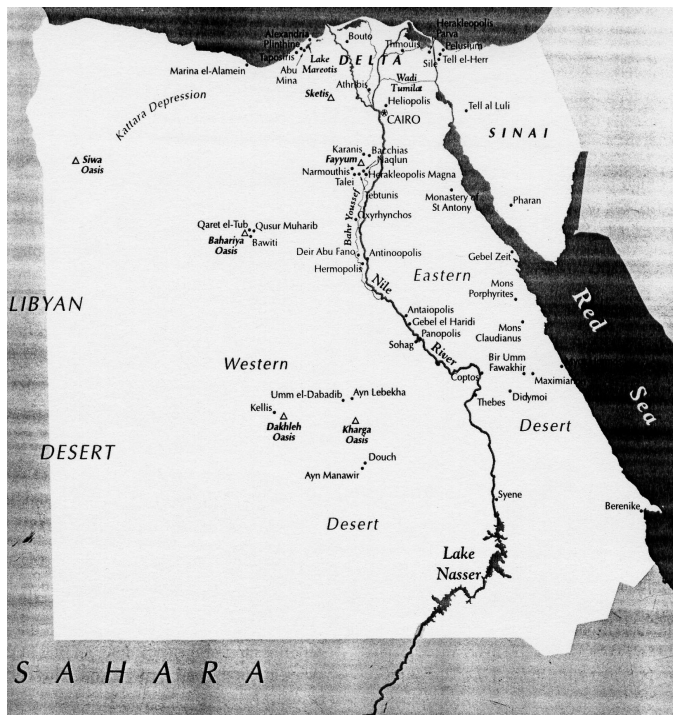 Herakleopolis
Parva
Alexandria
Plinthine
Taposiris
Bouto
Thmouis
Pelusium
Sile
Tell el-Herr
Lake
Mareotis
DELTA
Abu
Mina
Marina el-Alamein
Wadi
Tumilat
Athribis
Sketis
Heliopolis
CAIRO
Tell al Luli
Kattara Depression
SINAI
Siwa
Oasis
Karanis
Bacchias
Fayyum
Naqlun
Narmouthis
Herakleopolis Magna
Talei
Tebtunis
Monastery of
St Antony
Pharan
Bahr Youssef
Oxyrhynchos
Qaret el-Tub
Qusur Muharib
Bahariya
Oasis
Bawiti
Deir Abu Fano
Antinoopolis
Hermopolis
Gebel Zeit
Eastern
Nile
Mons
Porphyrites
Red
LIBYAN
Antaiopolis
Gebel el Haridi
Panopolis
Sohag
Mons
Claudianus
River
Western
Bir Umm
Fawakhir
Coptos
Maximian
Sea
Umm el-Dabadib
Ayn Lebekha
Thebes
Didymoi
Kellis
Dakhleh
Oasis
Kharga
Oasis
Desert
DESERT
Douch
Ayn Manawir
Syene
Berenike
Desert
Lake
Nasser
SAHARA